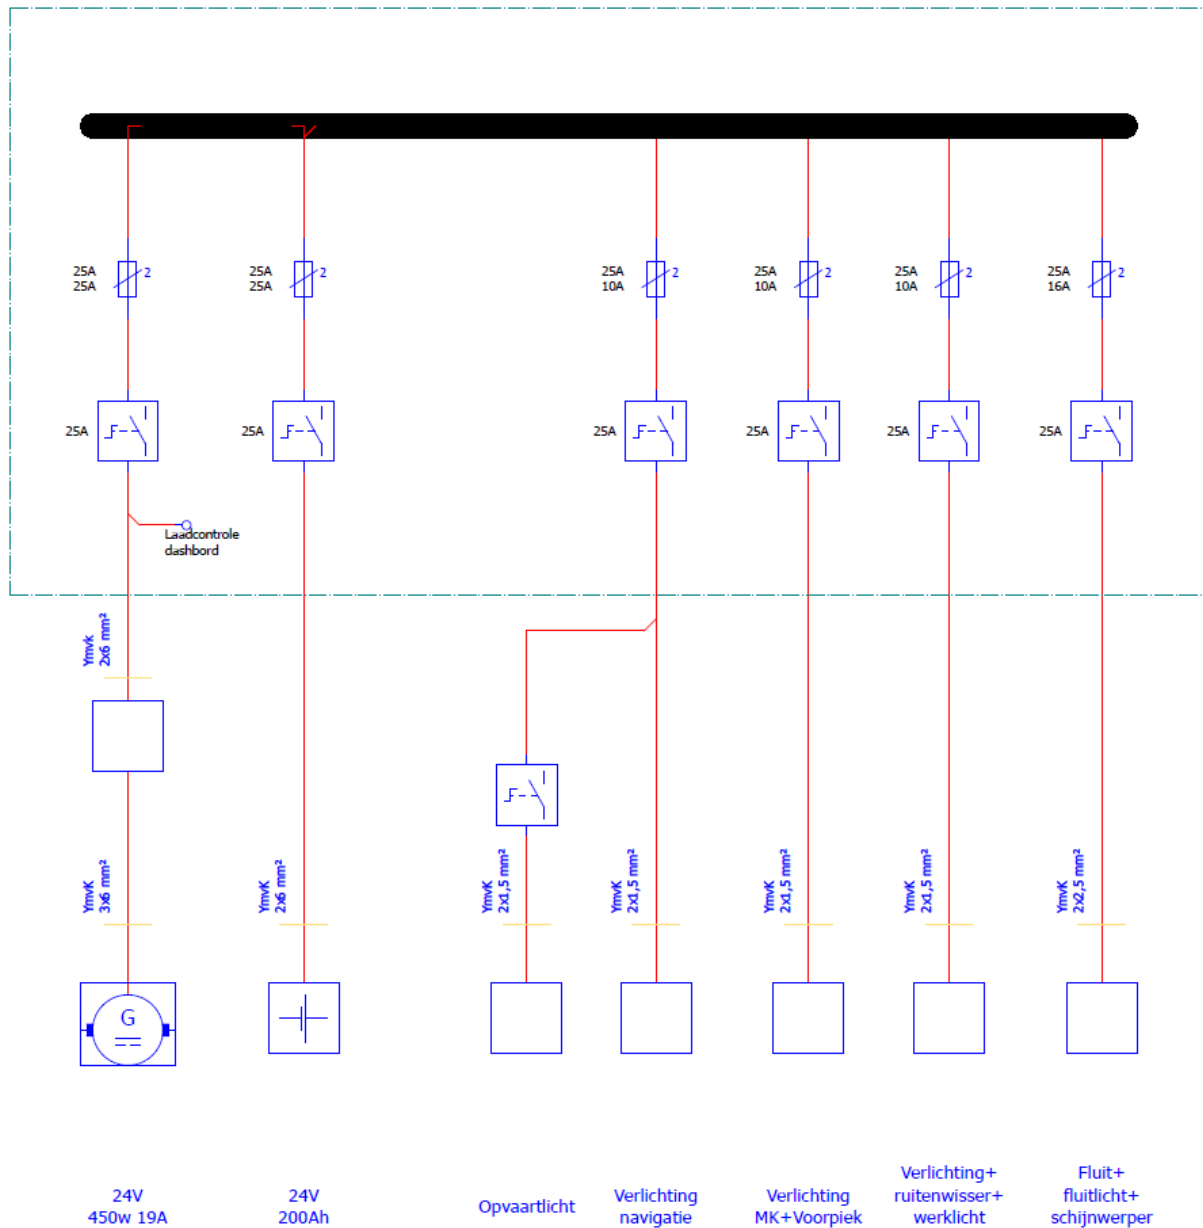 25A
25A
2
25A
25A
2
25A
10A
2
25A
10A
2
25A
10A
2
25A
16A
2
25A
25A
25A
25A
25A
25A
Laadcontrole
dashbord
Ymvk
2x6 mm²
YmvK
3x6 mm²
YmvK
2x6 mm²
YmvK
2x1,5 mm²
YmvK
2x1,5 mm²
YmvK
2x1,5 mm²
YmvK
2x1,5 mm²
YmvK
2x2,5 mm²
G
24V
450w 19A
24V
200Ah
Opvaartlicht
Verlichting
navigatie
Verlichting
MK+Voorpiek
Verlichting+
ruitenwisser+
werklicht
Fluit+
fluitlicht+
schijnwerper